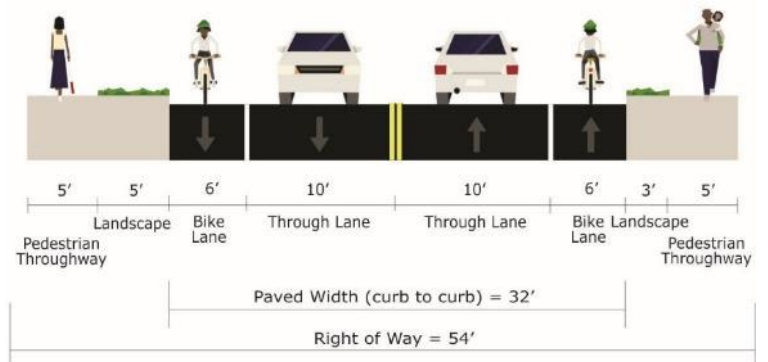 5’ 5’ 6’ 10’ 10’ 6’ 3’ 5’
Landscape Bike Through Lane Through Lane Bike Landscape
Lane Lane
Pedestrian Pedestrian
Throughway Throughway
Paved Width (curb to curb) = 32’
Right of Way = 54’